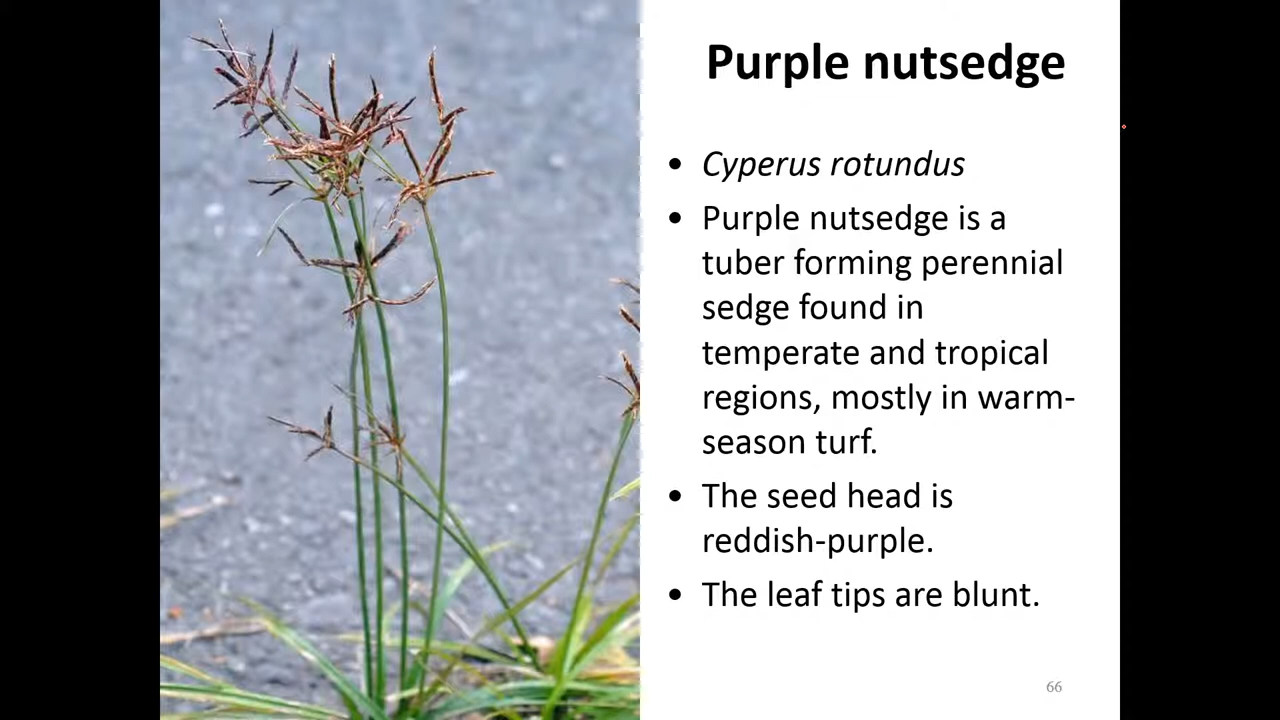 Purple nutsedge
• Cyperus rotundus
• Purple nutsedge is a
tuber forming perennial
sedge found in
temperate and tropical
regions, mostly in warm-
season turf.
• The seed head is
reddish-purple.
• The leaf tips are blunt.
66